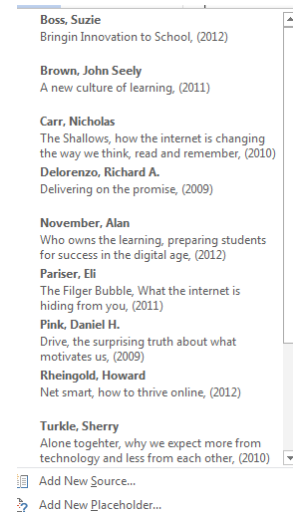 Boss, Suzie
Bringin Innovation to School, (2012)
Brown, John Seely
A new culture of learning, (2011)
Carr, Nicholas
The Shallows, how the internet is changing
the way we think, read and remember, (2010)
Delorenzo, Richard A.
Delivering on the promise, (2009)
November, Alan
Who owns the learning, preparing students
for success in the digital age, (2012)
Pariser, Eli
The Filger Bubble, What the internet is
hiding from you, (2011)
Pink, Daniel H.
Drive, the surprising truth about what
motivates us, (2009)
Rheingold, Howard
Net smart, how to thrive online, (2012)
Turkle, Sherry
Alone togehter, why we expect more from
technology and less from each other, (2010)
Add New Source...
Add New Placeholder...